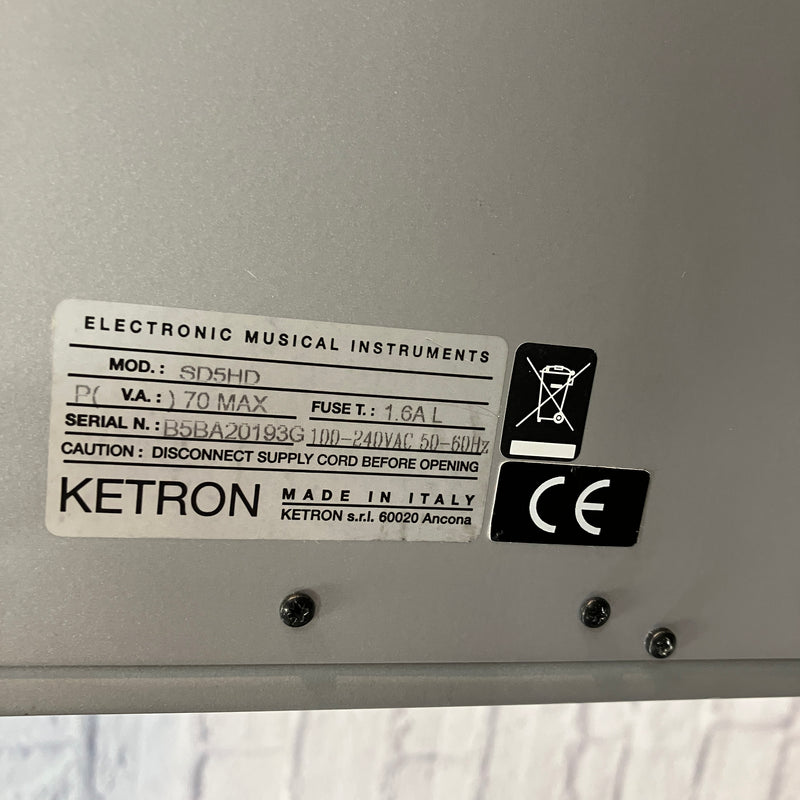 ELECTRONIC MUSICAL INSTRUMENTS
MOD. : SD5HD
P( V.A. : ) 70 MAX FUSE T. : 1.6A L
SERIAL N. : B5BA20193G 100-240VAC 50-60Hz
CAUTION : DISCONNECT SUPPLY CORD BEFORE OPENING
KETRON MADE IN ITALY
KETRON s.r.l. 60020 Ancona
CE